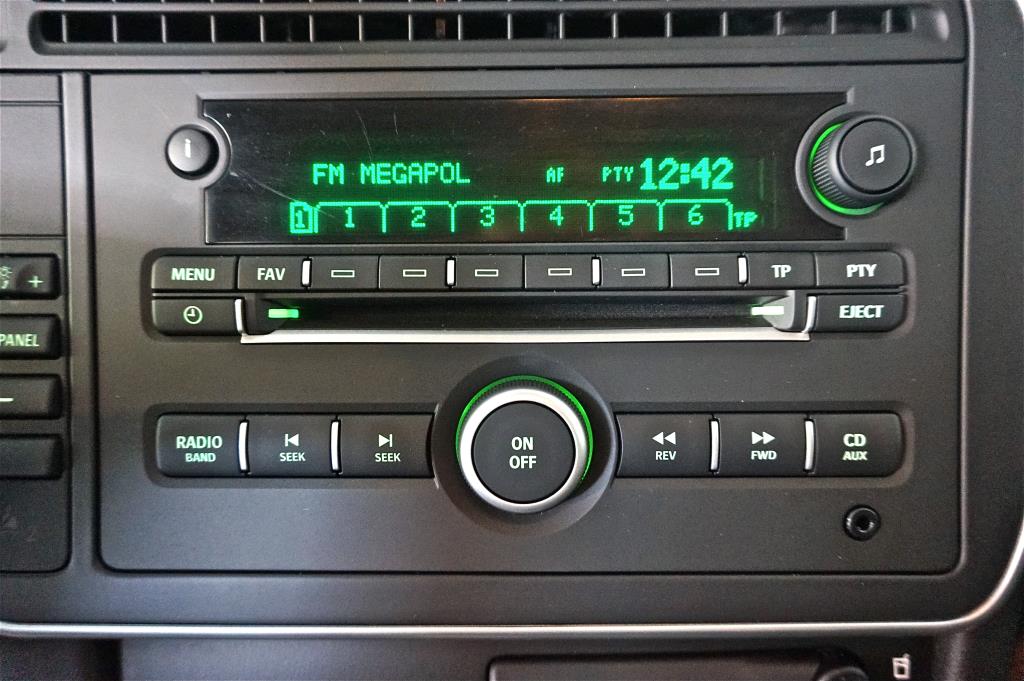 i
FM MEGAPOL AF PTY 12:42
1 1 2 3 4 5 6 TP
MENU FAV TP PTY
+
EJECT
PANEL
RADIO
BAND
SEEK
SEEK
ON
OFF
REV
FWD
CD
AUX